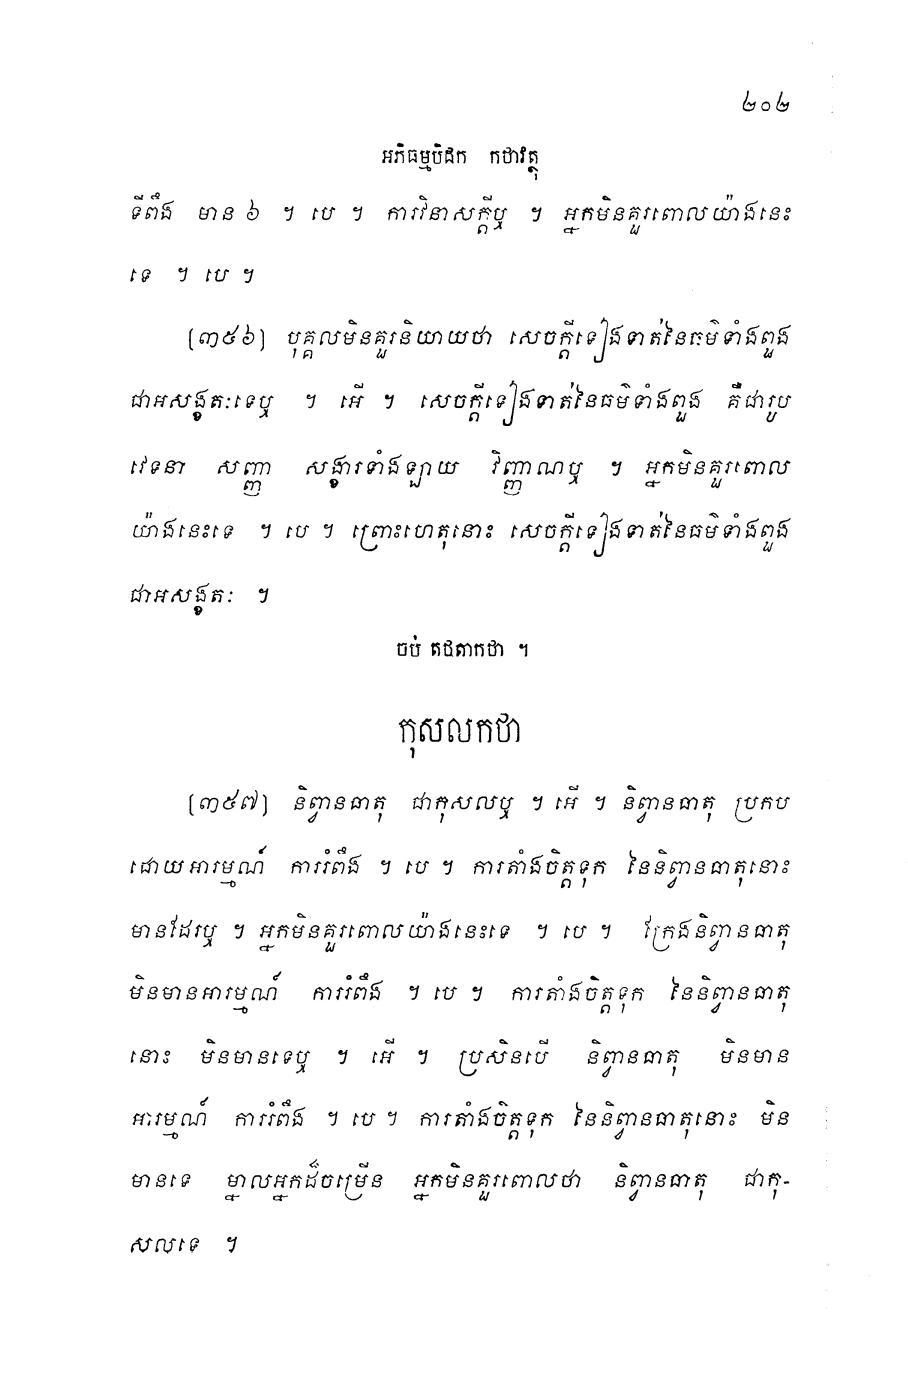 ២០២
អភិធម្មបិដក កថាវត្ថុ
ទីពឹង មាន ៦ ។ បេ ។ ការវិនាសក្តីឬ ។ អ្នកមិនគួរពោលយ៉ាងនេះ
ទេ ។ បេ ។
(៣៥៦) បុគ្គលមិនគួរនិយាយថា សេចក្តីទៀងទាត់នៃធម៌ទាំងពួង
ជាអសង្ខតៈទេឬ ។ អើ ។ សេចក្តីទៀងទាត់នៃធម៌ទាំងពួង គឺជារូប
វេទនា សញ្ញា សង្ខារទាំងឡាយ វិញ្ញាណឬ ។ អ្នកមិនគួរពោល
យ៉ាងនេះទេ ។ បេ ។ ព្រោះហេតុនោះ សេចក្តីទៀងទាត់នៃធម៌ទាំងពួង
ជាអសង្ខតៈ ។
ចប់ តថតាកថា ។
កុសលកថា
(៣៥៧) និព្វានធាតុ ជាកុសលឬ ។ អើ ។ និព្វានធាតុ ប្រកប
ដោយអារម្មណ៍ ការរំពឹង ។ បេ ។ ការតាំងចិត្តទុក នៃនិព្វានធាតុនោះ
មានដែរឬ ។ អ្នកមិនគួរពោលយ៉ាងនេះទេ ។ បេ ។ ក្រែងនិព្វានធាតុ
មិនមានអារម្មណ៍ ការរំពឹង ។ បេ ។ ការតាំងចិត្តទុក នៃនិព្វានធាតុ
នោះ មិនមានទេឬ ។ អើ ។ ប្រសិនបើ និព្វានធាតុ មិនមាន
អារម្មណ៍ ការរំពឹង ។ បេ ។ ការតាំងចិត្តទុក នៃនិព្វានធាតុនោះ មិន
មានទេ ម្នាលអ្នកដ៏ចម្រើន អ្នកមិនគួរពោលថា និព្វានធាតុ ជាកុ-
សលទេ ។